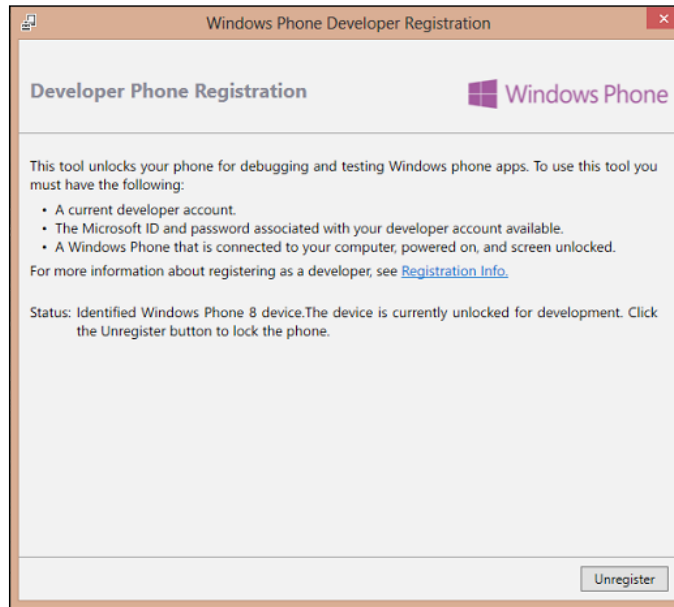 Windows Phone Developer Registration
Developer Phone Registration
Windows Phone
This tool unlocks your phone for debugging and testing Windows phone apps. To use this tool you
must have the following:
• A current developer account.
• The Microsoft ID and password associated with your developer account available.
• A Windows Phone that is connected to your computer, powered on, and screen unlocked.
For more information about registering as a developer, see Registration Info.
Status: Identified Windows Phone 8 device.The device is currently unlocked for development. Click
the Unregister button to lock the phone.
Unregister